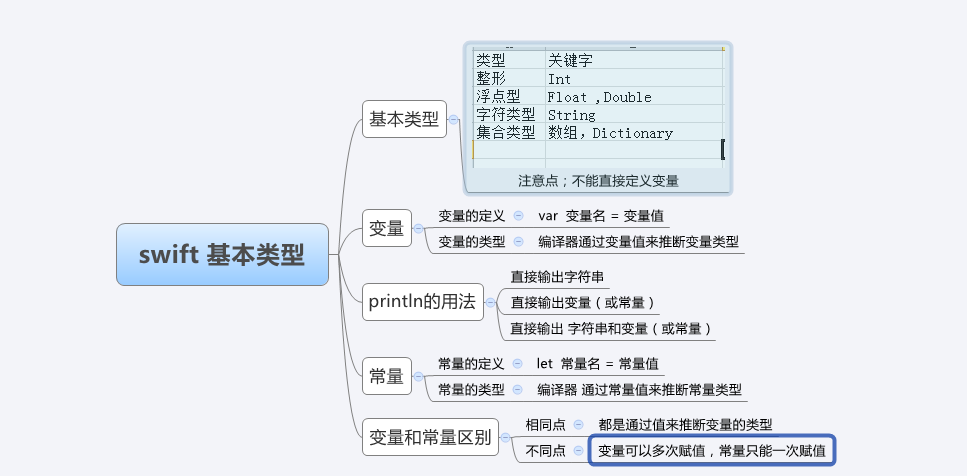 swift 基本类型
基本类型
类型 关键字
整形 Int
浮点型 Float ,Double
字符类型 String
集合类型 数组，Dictionary
注意点；不能直接定义变量
变量
变量的定义 var 变量名 = 变量值
变量的类型 编译器通过变量值来推断变量类型
println的用法
直接输出字符串
直接输出变量（或常量）
直接输出 字符串和变量（或常量）
常量
常量的定义 let 常量名 = 常量值
常量的类型 编译器 通过常量值来推断常量类型
变量和常量区别
相同点 都是通过值来推断变量的类型
不同点 变量可以多次赋值，常量只能一次赋值